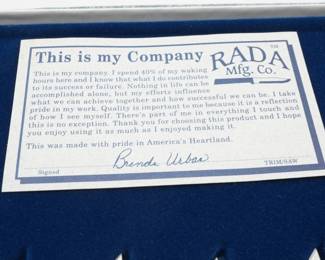 This is my Company
RADA
TM
Mfg. Co.
This is my company. I spend 40% of my waking
hours here and I know that what I do contributes
to its success or failure. Nothing in life can be
accomplished alone, but my efforts influence
what we can achieve together and how successful we can be. I take
pride in my work. Quality is important to me because it is a reflection
of how I see myself. There's part of me in everything I touch and
this is no exception. Thank you for choosing this product and I hope
you enjoy using it as much as I enjoyed making it.
This was made with pride in America's Heartland.
Brenda Urban
Signed
TRIM/SAW